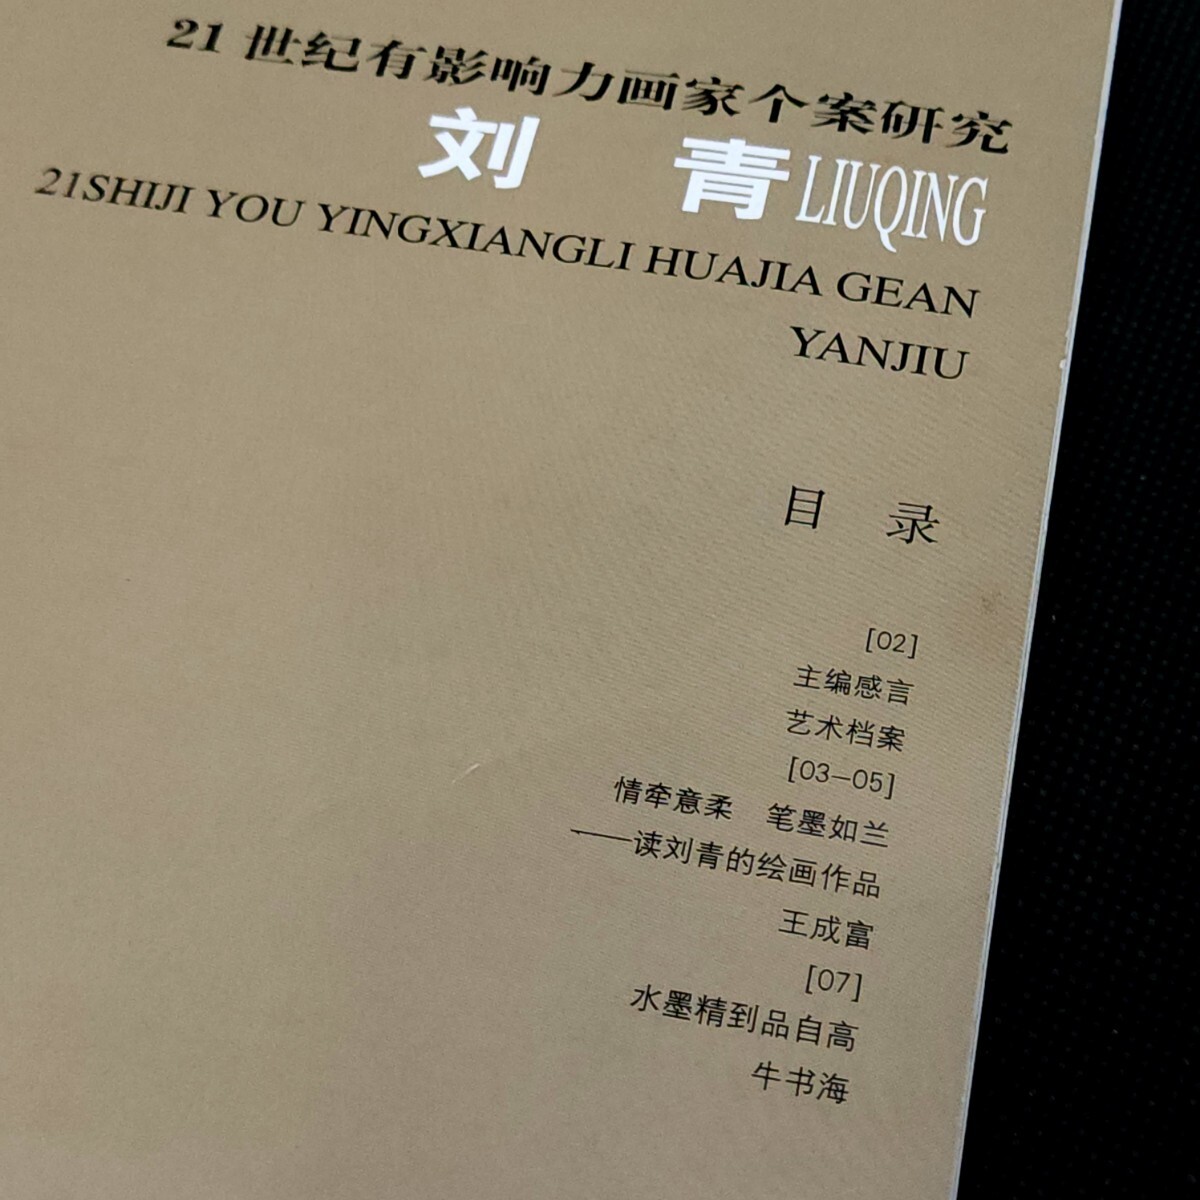 21世纪有影响力画家个案研究
刘 青 LIUQING
21SHIJI YOU YINGXIANGLI HUAJIA GEAN
YANJIU
目 录
[02]
主编感言
艺术档案
[03-05]
情牵意柔 笔墨如兰
——读刘青的绘画作品
王成富
[07]
水墨精到品自高
牛书海